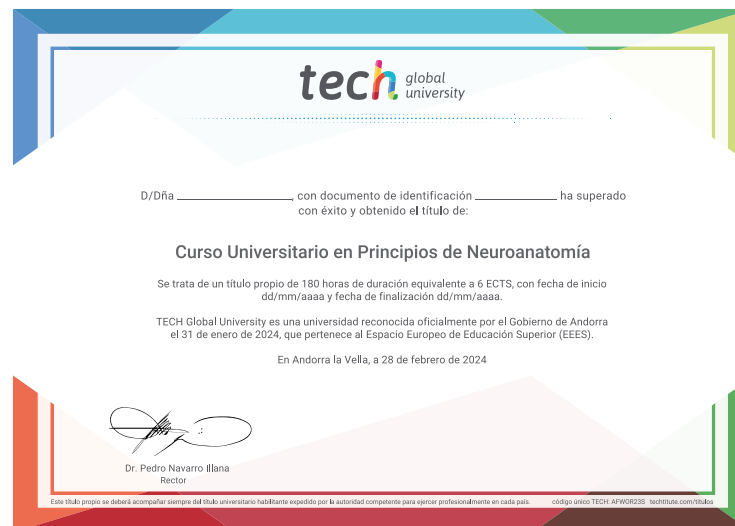 tech global
university
D/Dña ____________________, con documento de identificación ______________ ha superado
con éxito y obtenido el título de:
Curso Universitario en Principios de Neuroanatomía
Se trata de un título propio de 180 horas de duración equivalente a 6 ECTS, con fecha de inicio
dd/mm/aaaa y fecha de finalización dd/mm/aaaa.
TECH Global University es una universidad reconocida oficialmente por el Gobierno de Andorra
el 31 de enero de 2024, que pertenece al Espacio Europeo de Educación Superior (EEES).
En Andorra la Vella, a 28 de febrero de 2024
Dr. Pedro Navarro Illana
Rector
Este título propio se deberá acompañar siempre del título universitario habilitante expedido por la autoridad competente para ejercer profesionalmente en cada país. código único TECH: AFWOR23S techtitute.com/titulos